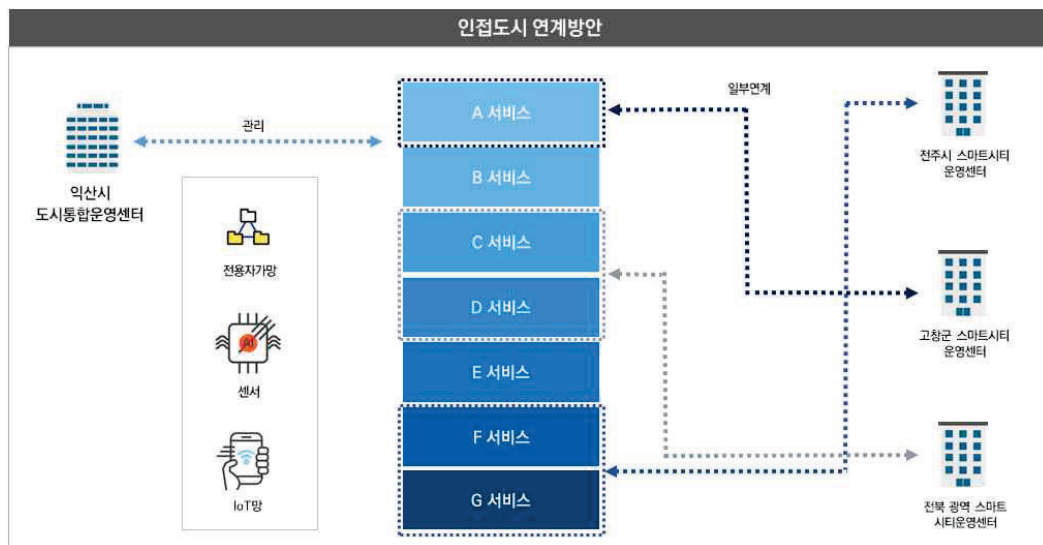 인접도시 연계방안
관리
익산시
도시통합운영센터
전용자가망
AI
센서
IoT망
A 서비스
B 서비스
C 서비스
D 서비스
E 서비스
F 서비스
G 서비스
일부연계
전주시 스마트시티
운영센터
고창군 스마트시티
운영센터
전북 광역 스마트
시티운영센터